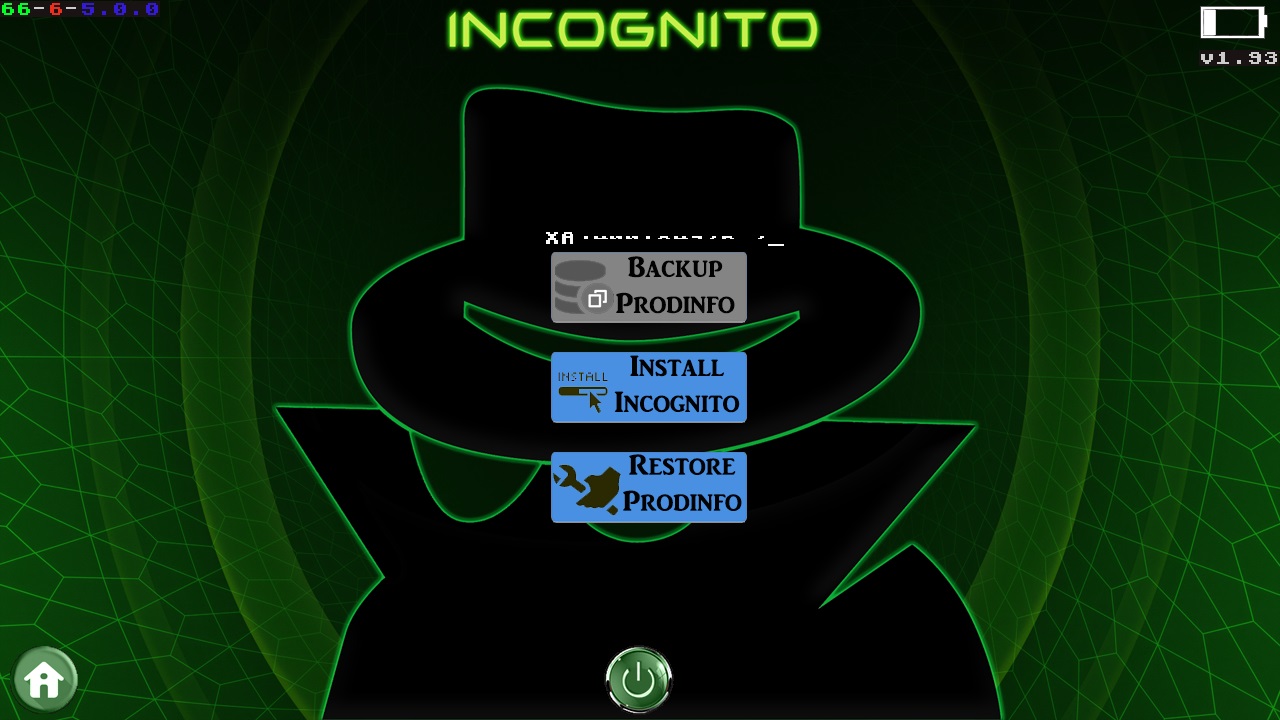 66-6-5.0.0
INCOGNITO
v1.93
BACKUP
PRODINFO
INSTALL
INSTALL
INCOGNITO
RESTORE
PRODINFO